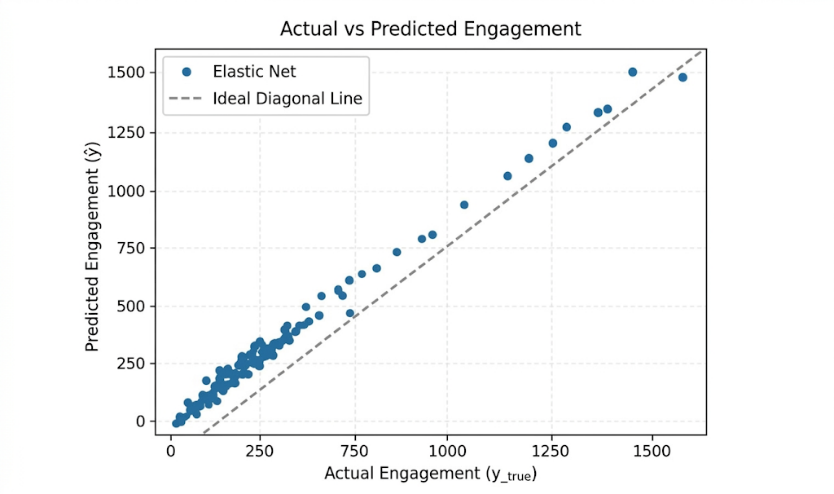 Actual vs Predicted Engagement
Elastic Net
Ideal Diagonal Line
Predicted Engagement (ŷ)
1500
1250
1000
750
500
250
0
0 250 750 1000 1250 1500
Actual Engagement (y_true)